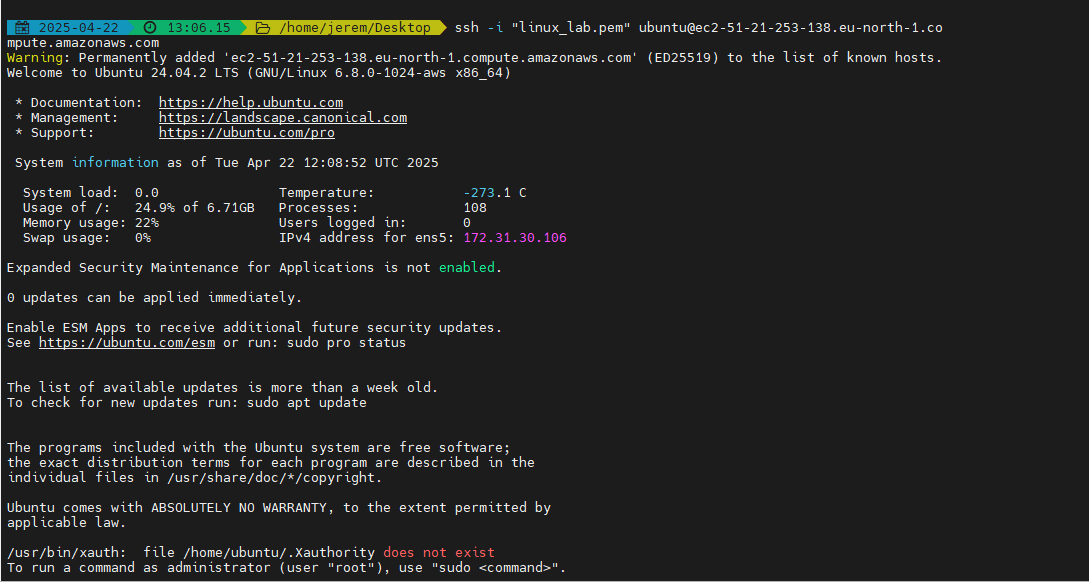 2025-04-22 13:06.15 /home/jerem/Desktop ssh -i "linux_lab.pem" ubuntu@ec2-51-21-253-138.eu-north-1.co
mpute.amazonaws.com
Warning: Permanently added 'ec2-51-21-253-138.eu-north-1.compute.amazonaws.com' (ED25519) to the list of known hosts.
Welcome to Ubuntu 24.04.2 LTS (GNU/Linux 6.8.0-1024-aws x86_64)

 * Documentation:  https://help.ubuntu.com
 * Management:     https://landscape.canonical.com
 * Support:        https://ubuntu.com/pro

 System information as of Tue Apr 22 12:08:52 UTC 2025

  System load:  0.0               Temperature:           -273.1 C
  Usage of /:   24.9% of 6.71GB   Processes:             108
  Memory usage: 22%               Users logged in:       0
  Swap usage:   0%                IPv4 address for ens5: 172.31.30.106

Expanded Security Maintenance for Applications is not enabled.

0 updates can be applied immediately.

Enable ESM Apps to receive additional future security updates.
See https://ubuntu.com/esm or run: sudo pro status

The list of available updates is more than a week old.
To check for new updates run: sudo apt update

The programs included with the Ubuntu system are free software;
the exact distribution terms for each program are described in the
individual files in /usr/share/doc/*/copyright.

Ubuntu comes with ABSOLUTELY NO WARRANTY, to the extent permitted by
applicable law.

/usr/bin/xauth:  file /home/ubuntu/.Xauthority does not exist
To run a command as administrator (user "root"), use "sudo <command>".